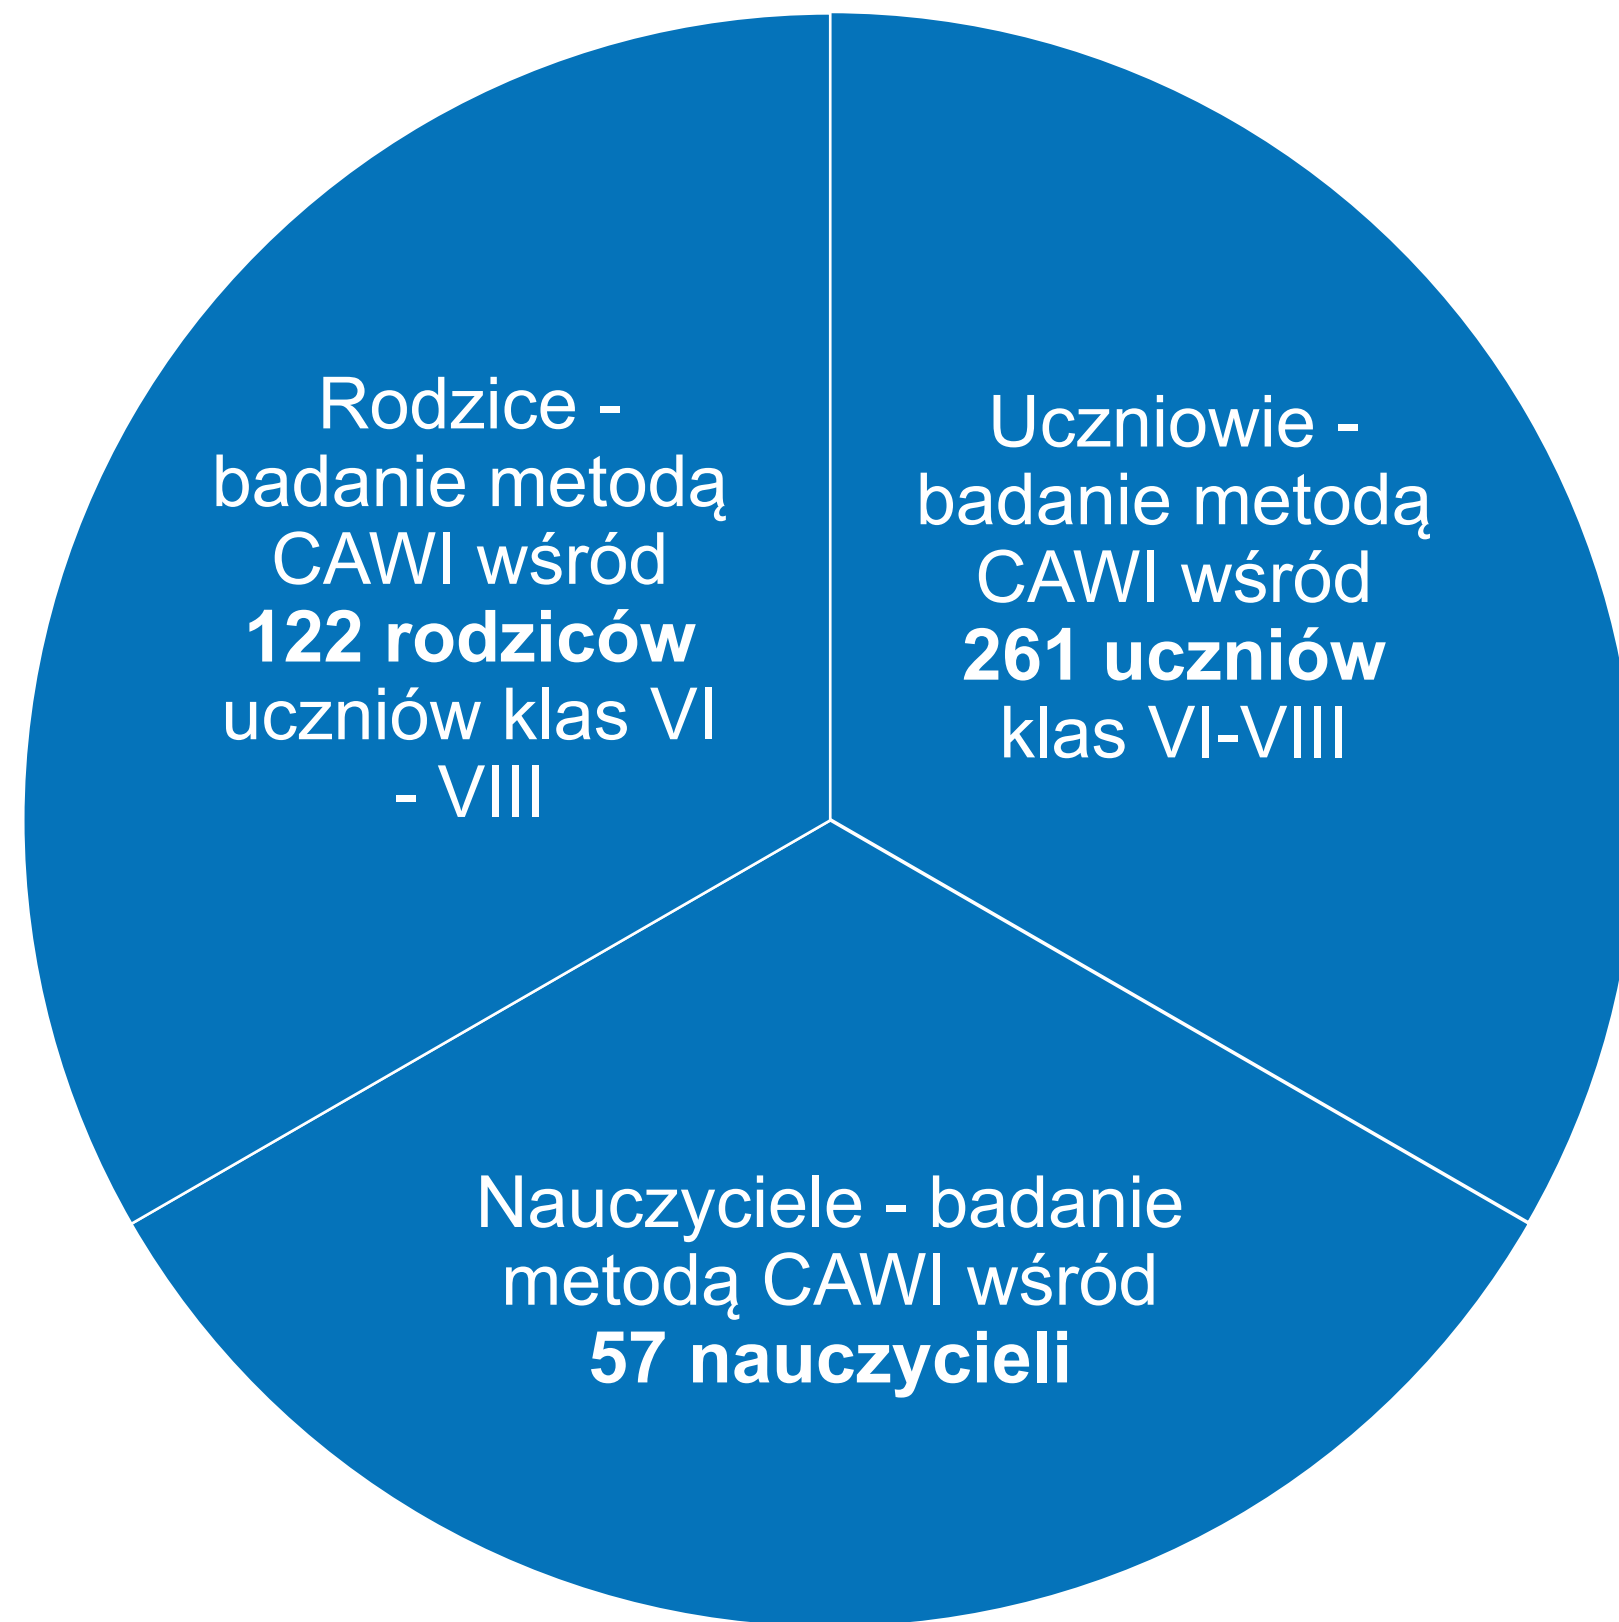 Rodzice -
badanie metodą
CAWI wśród
122 rodziców
uczniów klas VI
- VIII
Uczniowie -
badanie metodą
CAWI wśród
261 uczniów
klas VI-VIII
Nauczyciele - badanie
metodą CAWI wśród
57 nauczycieli